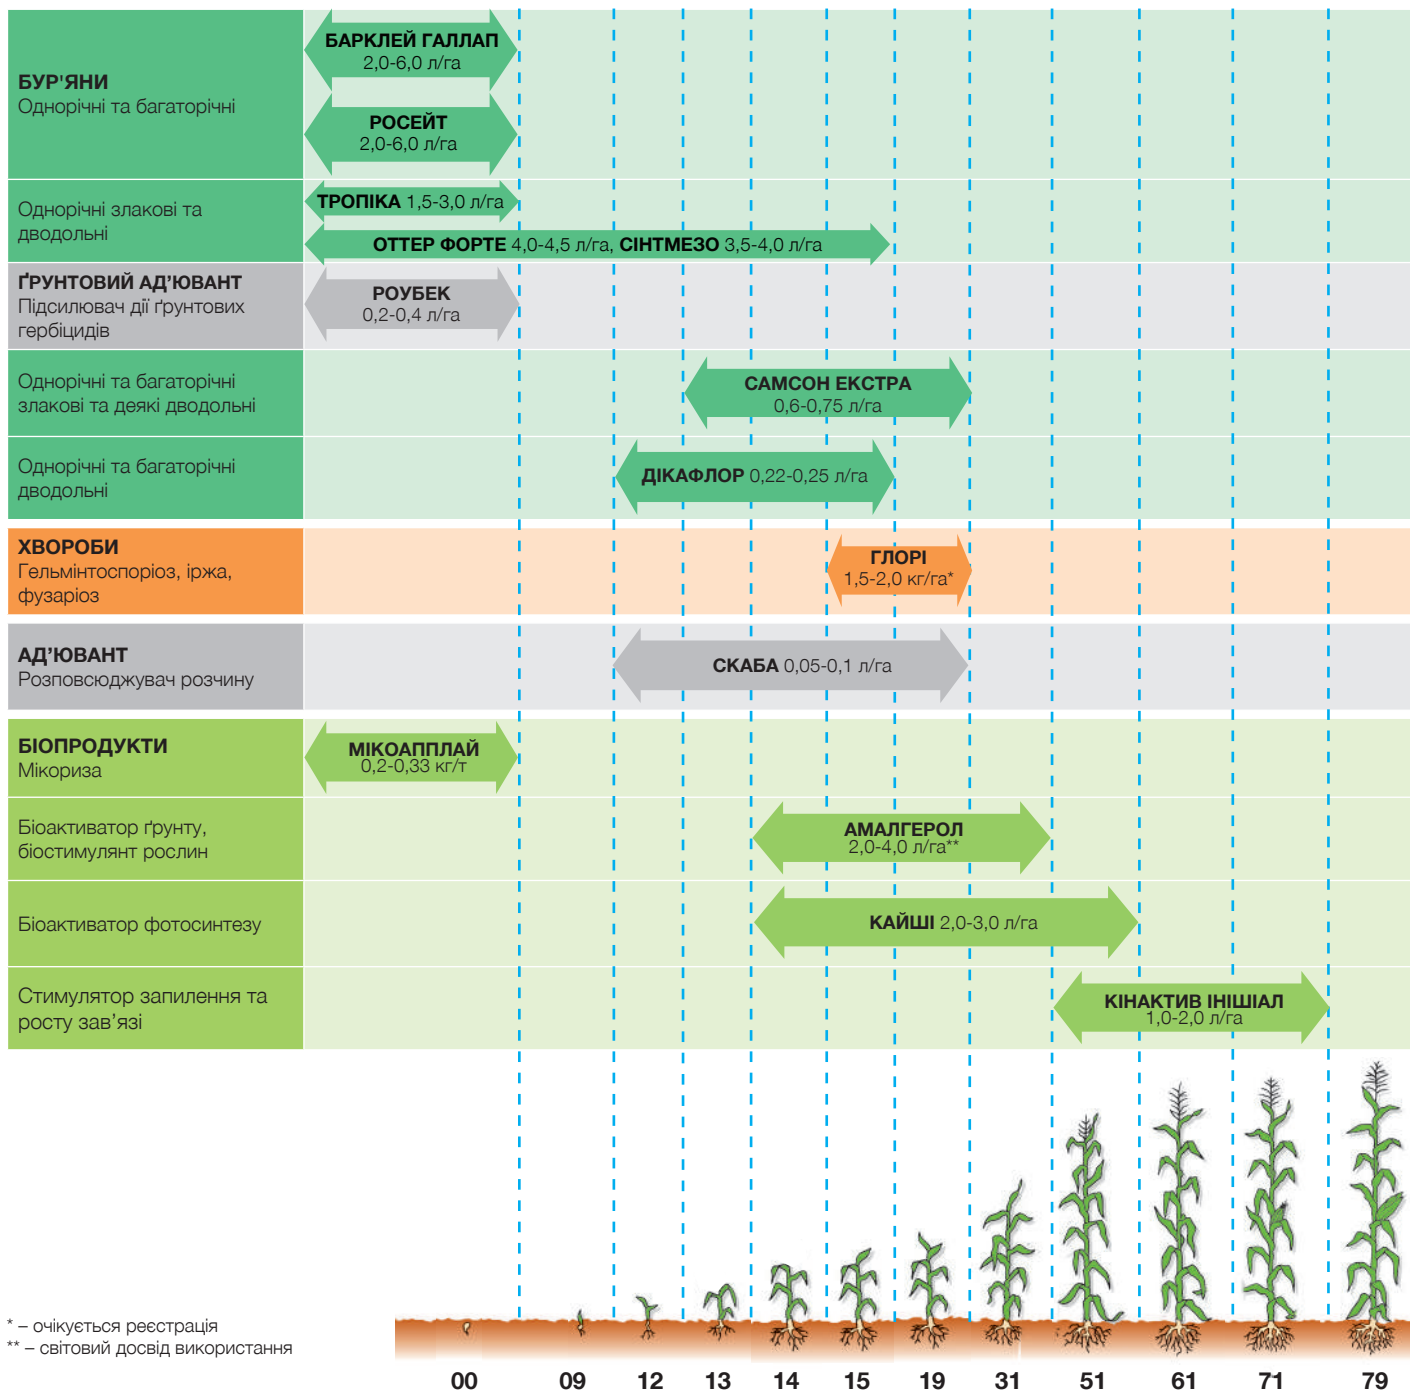 БУР'ЯНИ
Однорічні та багаторічні
БАРКЛЕЙ ГАЛЛАП
2,0-6,0 л/га
РОСЕЙТ
2,0-6,0 л/га
Однорічні злакові та
дводольні
ТРОПІКА 1,5-3,0 л/га
ОТТЕР ФОРТЕ 4,0-4,5 л/га, СІНТМЕЗО 3,5-4,0 л/га
ҐРУНТОВИЙ АД’ЮВАНТ
Підсилювач дії ґрунтових
гербіцидів
РОУБЕК
0,2-0,4 л/га
Однорічні та багаторічні
злакові та деякі дводольні
САМСОН ЕКСТРА
0,6-0,75 л/га
Однорічні та багаторічні
дводольні
ДІКАФЛОР 0,22-0,25 л/га
ХВОРОБИ
Гельмінтоспоріоз, іржа,
фузаріоз
ГЛОРІ
1,5-2,0 кг/га*
АД’ЮВАНТ
Розповсюджувач розчину
СКАБА 0,05-0,1 л/га
БІОПРОДУКТИ
Мікориза
МІКОАППЛАЙ
0,2-0,33 кг/т
Біоактиватор ґрунту,
біостимулянт рослин
АМАЛГЕРОЛ
2,0-4,0 л/га**
Біоактиватор фотосинтезу
КАЙШІ 2,0-3,0 л/га
Стимулятор запилення та
росту зав’язі
КІНАКТИВ ІНІШІАЛ
1,0-2,0 л/га
* – очікується реєстрація
** – світовий досвід використання
00 09 12 13 14 15 19 31 51 61 71 79